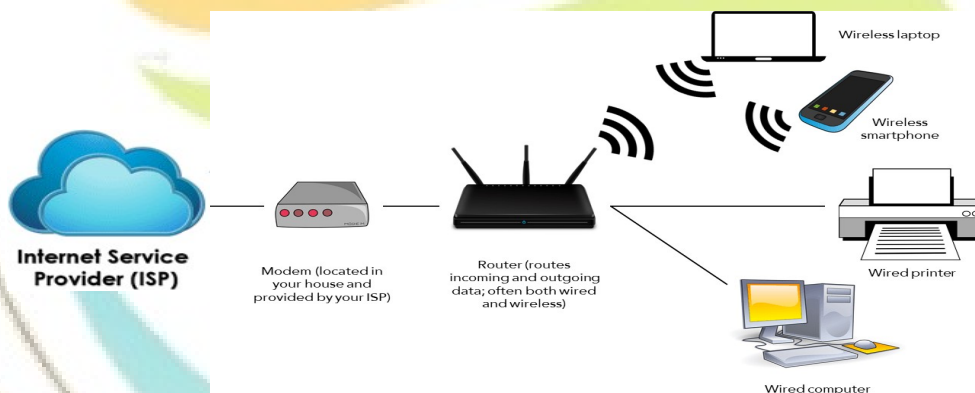 Wireless laptop
Wireless
smartphone
Internet Service
Provider (ISP)
MODEM
Modem (located in
your house and
provided by your ISP)
Router (routes
incoming and outgoing
data; often both wired
and wireless)
Wired printer
Wired computer